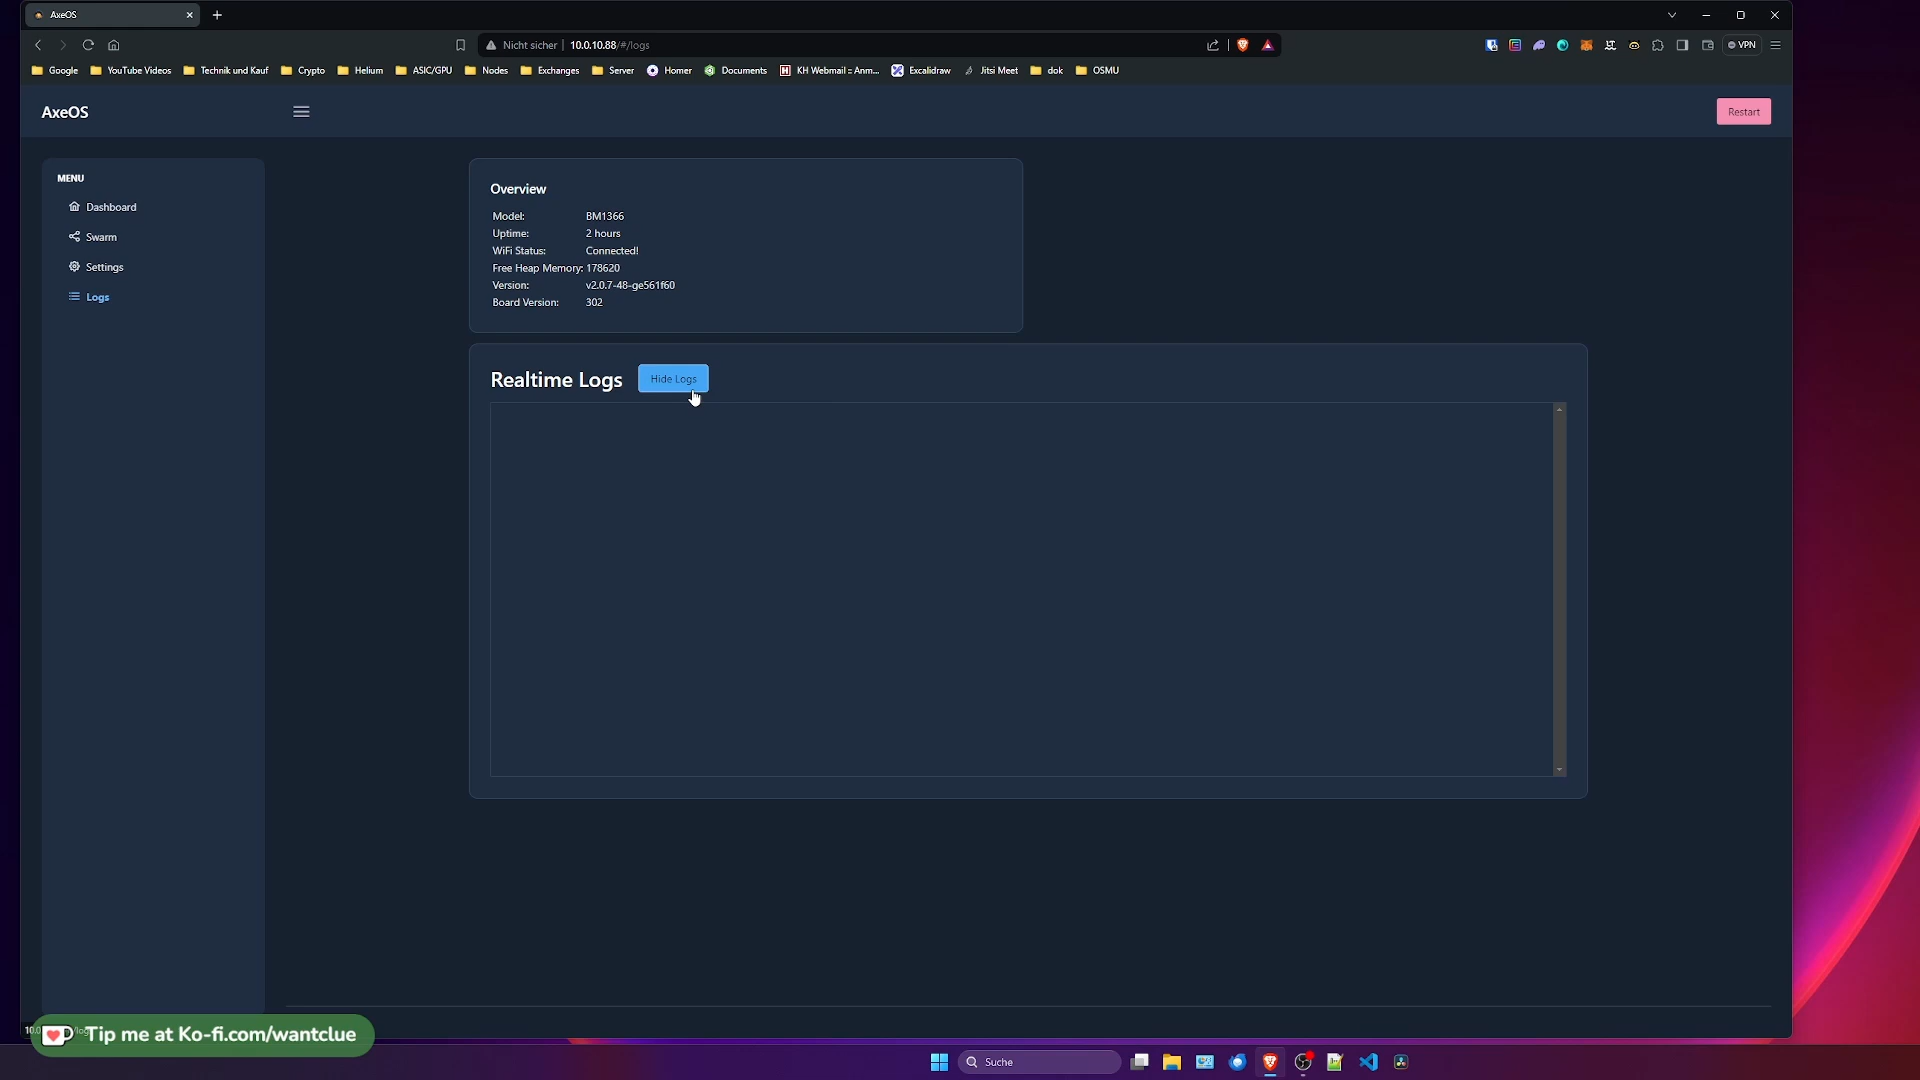 AxeOS
Nicht sicher 10.0.10.88/#/logs
VPN
Google YouTube Videos Technik und Kauf Crypto Helium ASIC/GPU Nodes Exchanges Server Homer Documents KH Webmail :: Anm... Excalidraw Jitsi Meet dok OSMU
AxeOS
Restart
MENU
Dashboard
Swarm
Settings
Logs
Overview
Model: BM1366
Uptime: 2 hours
WiFi Status: Connected!
Free Heap Memory: 178620
Version: v2.0.7-48-ge561f60
Board Version: 302
Realtime Logs Hide Logs
Tip me at Ko-fi.com/wantclue
Suche